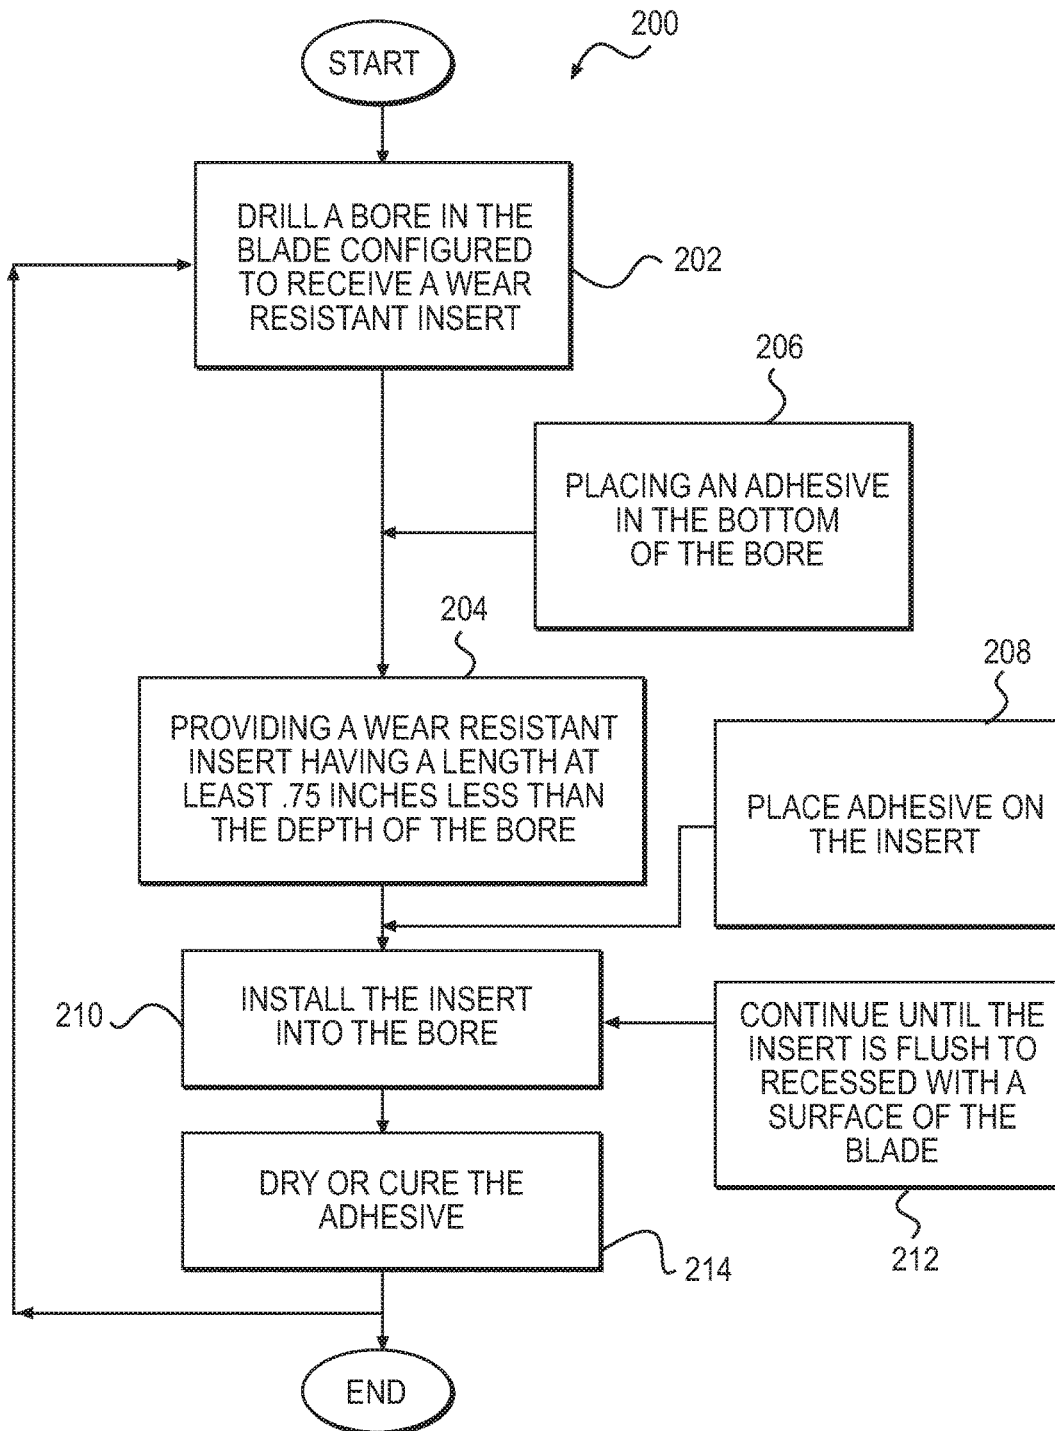 200
START
DRILL A BORE IN THE
BLADE CONFIGURED
TO RECEIVE A WEAR
RESISTANT INSERT
202
206
PLACING AN ADHESIVE
IN THE BOTTOM
OF THE BORE
204
PROVIDING A WEAR RESISTANT
INSERT HAVING A LENGTH AT
LEAST .75 INCHES LESS THAN
THE DEPTH OF THE BORE
208
PLACE ADHESIVE ON
THE INSERT
210
INSTALL THE INSERT
INTO THE BORE
CONTINUE UNTIL THE
INSERT IS FLUSH TO
RECESSED WITH A
SURFACE OF THE
BLADE
212
DRY OR CURE THE
ADHESIVE
214
END